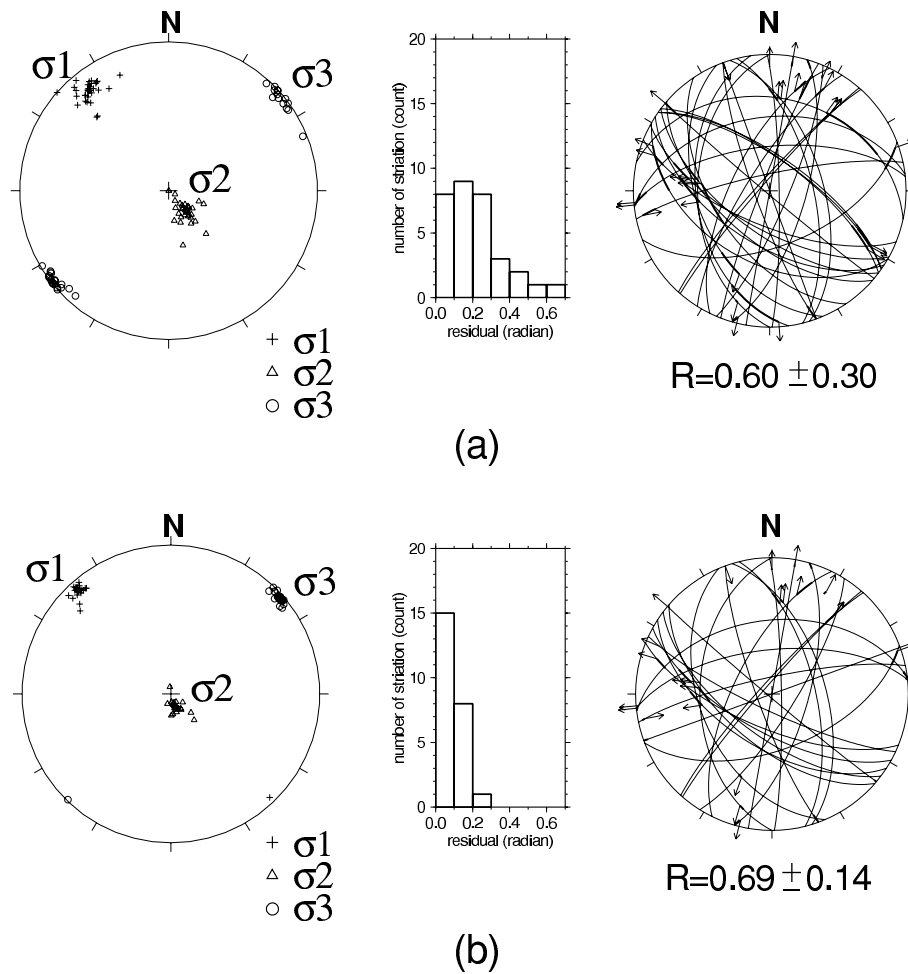 N
σ1
σ3
σ2
+ σ1
△ σ2
○ σ3
20
15
10
5
0
number of striation (count)
0.0 0.2 0.4 0.6
residual (radian)
N
R=0.60 ±0.30
(a)
N
σ1
σ3
σ2
+ σ1
△ σ2
○ σ3
20
15
10
5
0
number of striation (count)
0.0 0.2 0.4 0.6
residual (radian)
N
R=0.69 ±0.14
(b)